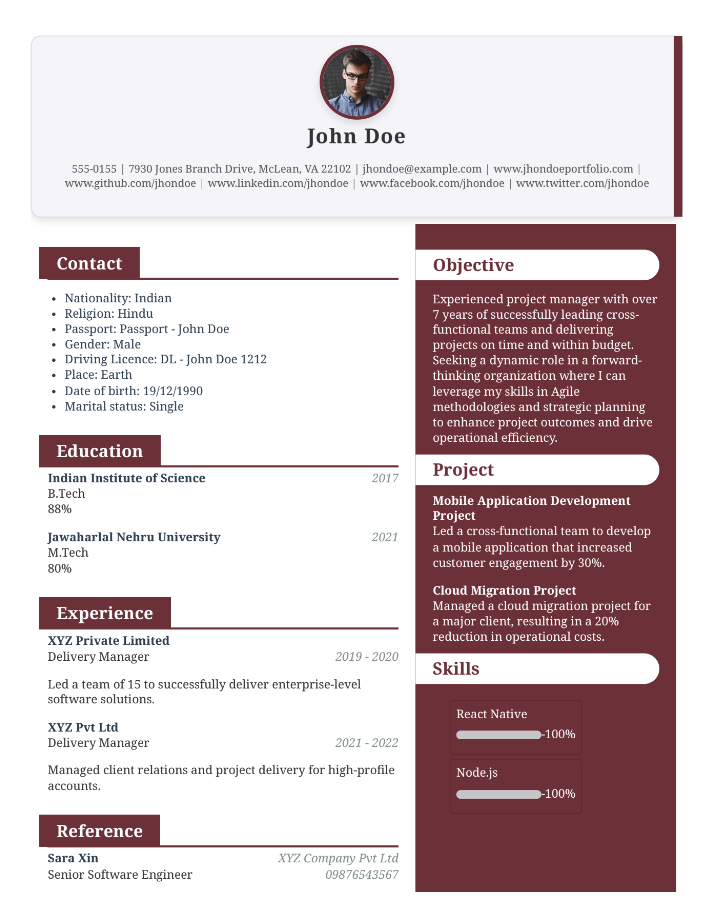 John Doe
555-0155 | 7930 Jones Branch Drive, McLean, VA 22102 | jhondoe@example.com | www.jhondoeportfolio.com |
www.github.com/jhondoe | www.linkedin.com/jhondoe | www.facebook.com/jhondoe | www.twitter.com/jhondoe
Contact
• Nationality: Indian
• Religion: Hindu
• Passport: Passport - John Doe
• Gender: Male
• Driving Licence: DL - John Doe 1212
• Place: Earth
• Date of birth: 19/12/1990
• Marital status: Single
Education
Indian Institute of Science 2017
B.Tech
88%
Jawaharlal Nehru University 2021
M.Tech
80%
Experience
XYZ Private Limited
Delivery Manager 2019 - 2020
Led a team of 15 to successfully deliver enterprise-level
software solutions.
XYZ Pvt Ltd
Delivery Manager 2021 - 2022
Managed client relations and project delivery for high-profile
accounts.
Reference
Sara Xin XYZ Company Pvt Ltd
Senior Software Engineer 09876543567
Objective
Experienced project manager with over
7 years of successfully leading cross-
functional teams and delivering
projects on time and within budget.
Seeking a dynamic role in a forward-
thinking organization where I can
leverage my skills in Agile
methodologies and strategic planning
to enhance project outcomes and drive
operational efficiency.
Project
Mobile Application Development
Project
Led a cross-functional team to develop
a mobile application that increased
customer engagement by 30%.
Cloud Migration Project
Managed a cloud migration project for
a major client, resulting in a 20%
reduction in operational costs.
Skills
React Native
-100%
Node.js
-100%